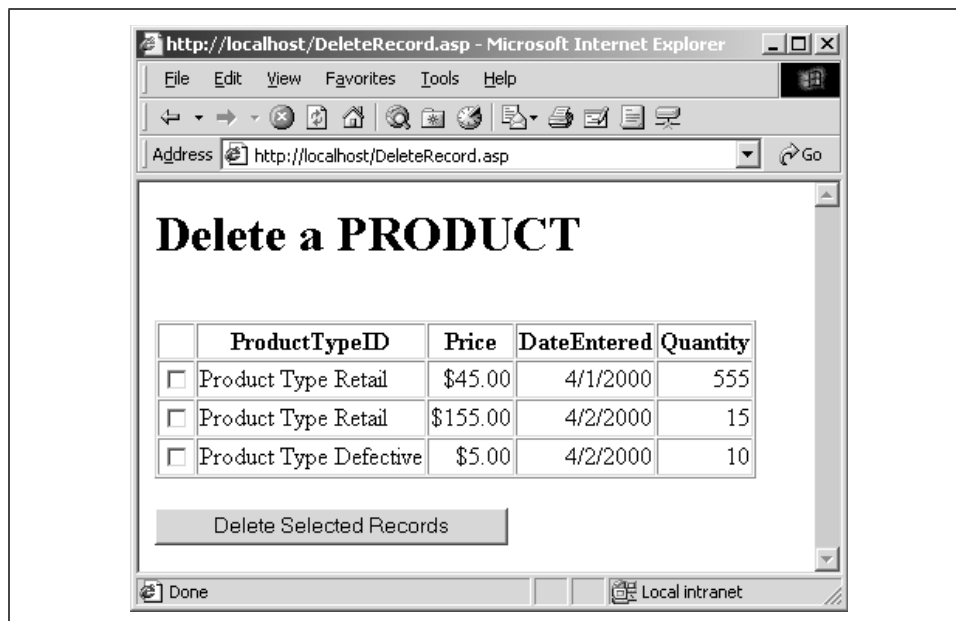 http://localhost/DeleteRecord.asp - Microsoft Internet Explorer
File Edit View Favorites Tools Help
Address http://localhost/DeleteRecord.asp Go
Delete a PRODUCT
ProductTypeID Price DateEntered Quantity
Product Type Retail $45.00 4/1/2000 555
Product Type Retail $155.00 4/2/2000 15
Product Type Defective $5.00 4/2/2000 10
Delete Selected Records
Done Local intranet